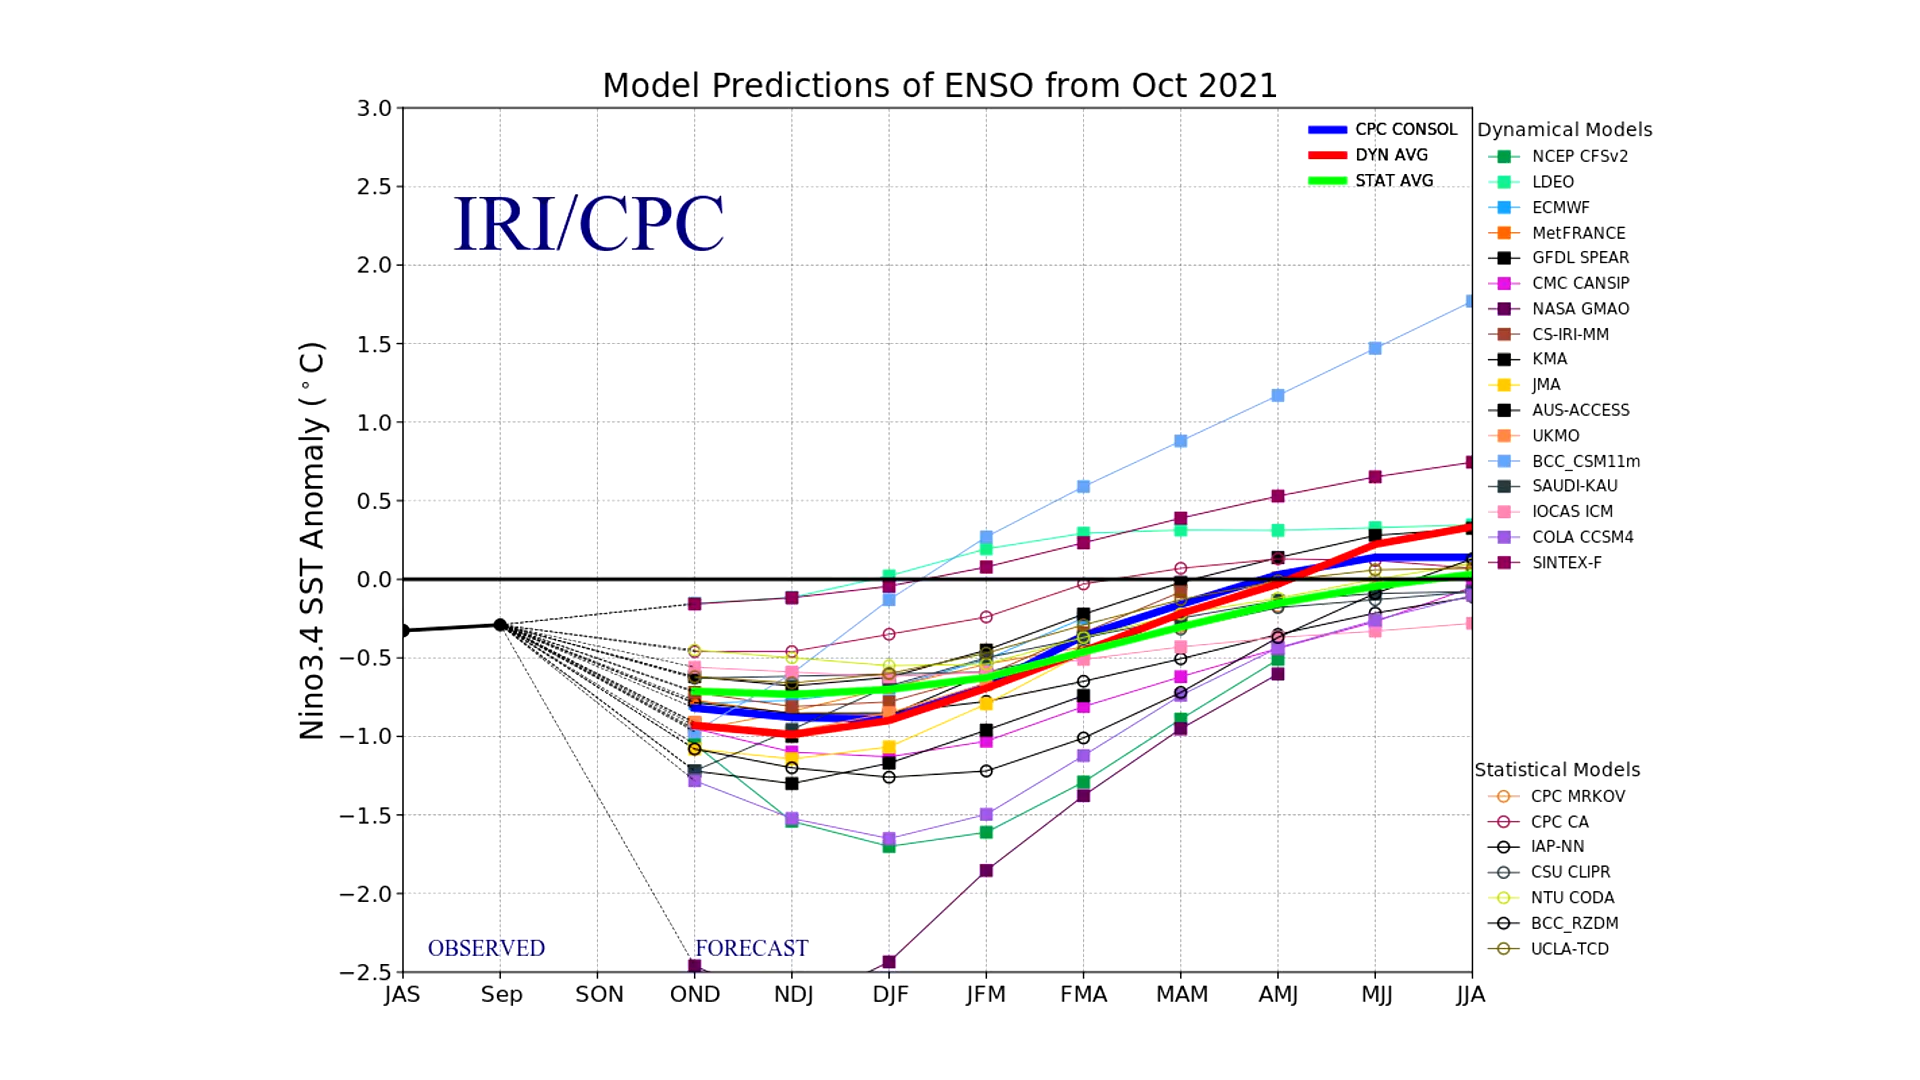 Model Predictions of ENSO from Oct 2021
IRI/CPC
CPC CONSOL
DYN AVG
STAT AVG
Nino3.4 SST Anomaly (°C)
3.0
2.5
2.0
1.5
1.0
0.5
0.0
−0.5
−1.0
−1.5
−2.0
−2.5
OBSERVED
FORECAST
JAS Sep SON OND NDJ DJF JFM FMA MAM AMJ MJJ JJA
Dynamical Models
NCEP CFSv2
LDEO
ECMWF
MetFRANCE
GFDL SPEAR
CMC CANSIP
NASA GMAO
CS-IRI-MM
KMA
JMA
AUS-ACCESS
UKMO
BCC_CSM11m
SAUDI-KAU
IOCAS ICM
COLA CCSM4
SINTEX-F
Statistical Models
CPC MRKOV
CPC CA
IAP-NN
CSU CLIPR
NTU CODA
BCC_RZDM
UCLA-TCD